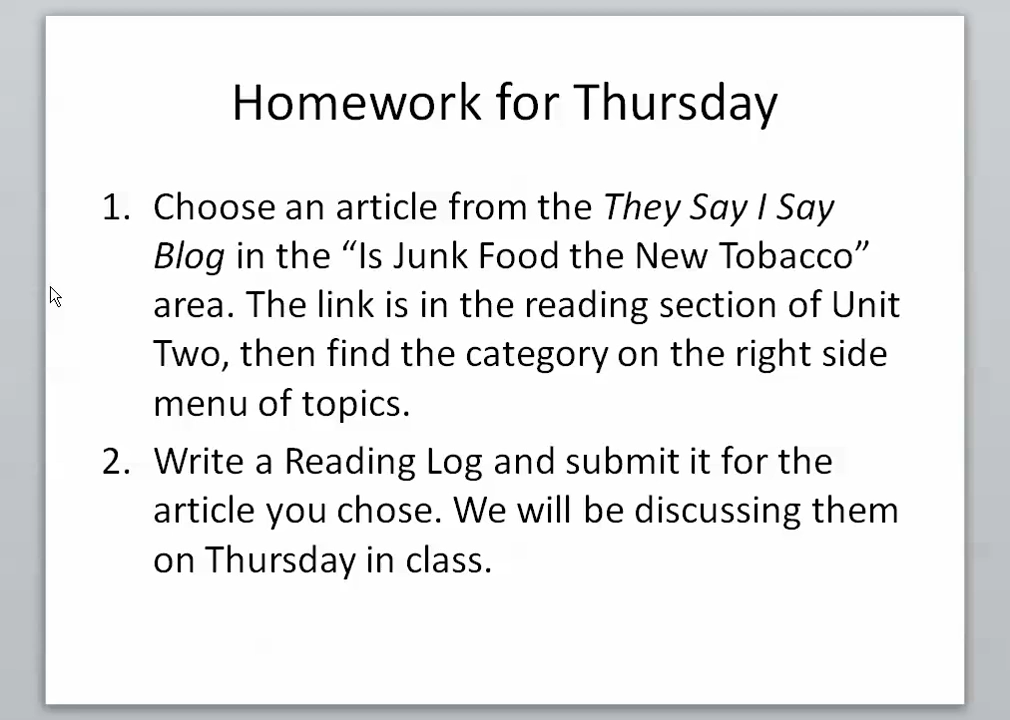 Homework for Thursday
1. Choose an article from the They Say I Say
Blog in the “Is Junk Food the New Tobacco”
area. The link is in the reading section of Unit
Two, then find the category on the right side
menu of topics.
2. Write a Reading Log and submit it for the
article you chose. We will be discussing them
on Thursday in class.